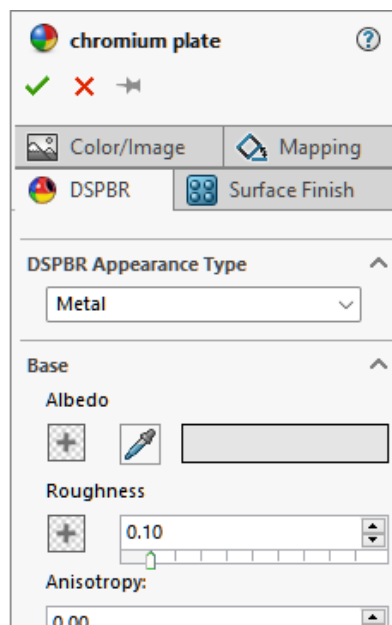 chromium plate
?
Color/Image
Mapping
DSPBR
Surface Finish
DSPBR Appearance Type
Metal
Base
Albedo
Roughness
0.10
Anisotropy:
0.00